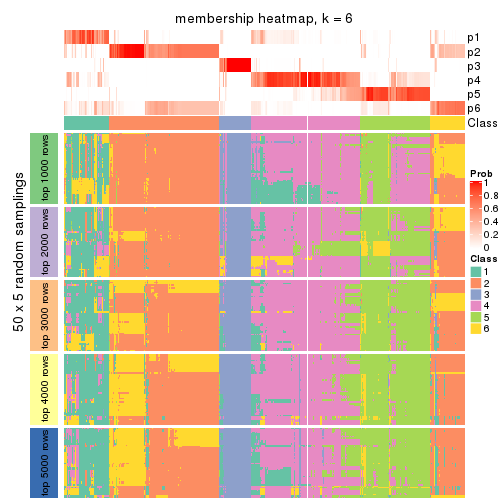 membership heatmap, k = 6
p1
p2
p3
p4
p5
p6
Class
50 x 5 random samplings
top 1000 rows
top 2000 rows
top 3000 rows
top 4000 rows
top 5000 rows
Prob
1
0.8
0.6
0.4
0.2
0
Class
1
2
3
4
5
6